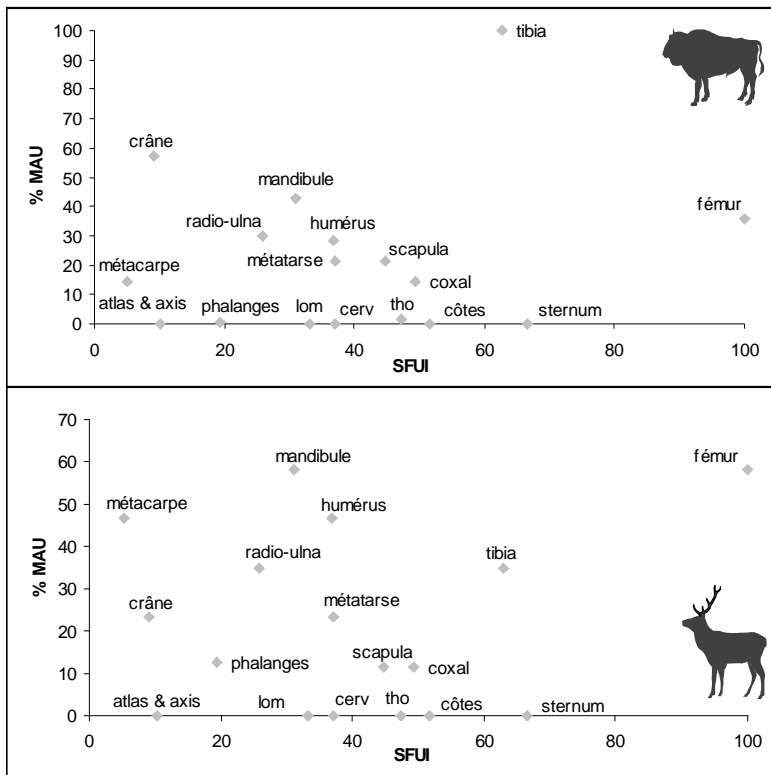 100
90
80
70
60
50
40
30
20
10
0
% MAU
tibia
crâne
mandibule
fémur
radio-ulna
humérus
métatarse
scapula
métacarpe
coxal
atlas & axis
phalanges
lom
cerv
tho
côtes
sternum
0 20 40 60 80 100
SFUI
70
60
50
40
30
20
10
0
% MAU
mandibule
fémur
métacarpe
humérus
radio-ulna
tibia
crâne
métatarse
phalanges
scapula
coxal
atlas & axis
lom
cerv
tho
côtes
sternum
0 20 40 60 80 100
SFUI